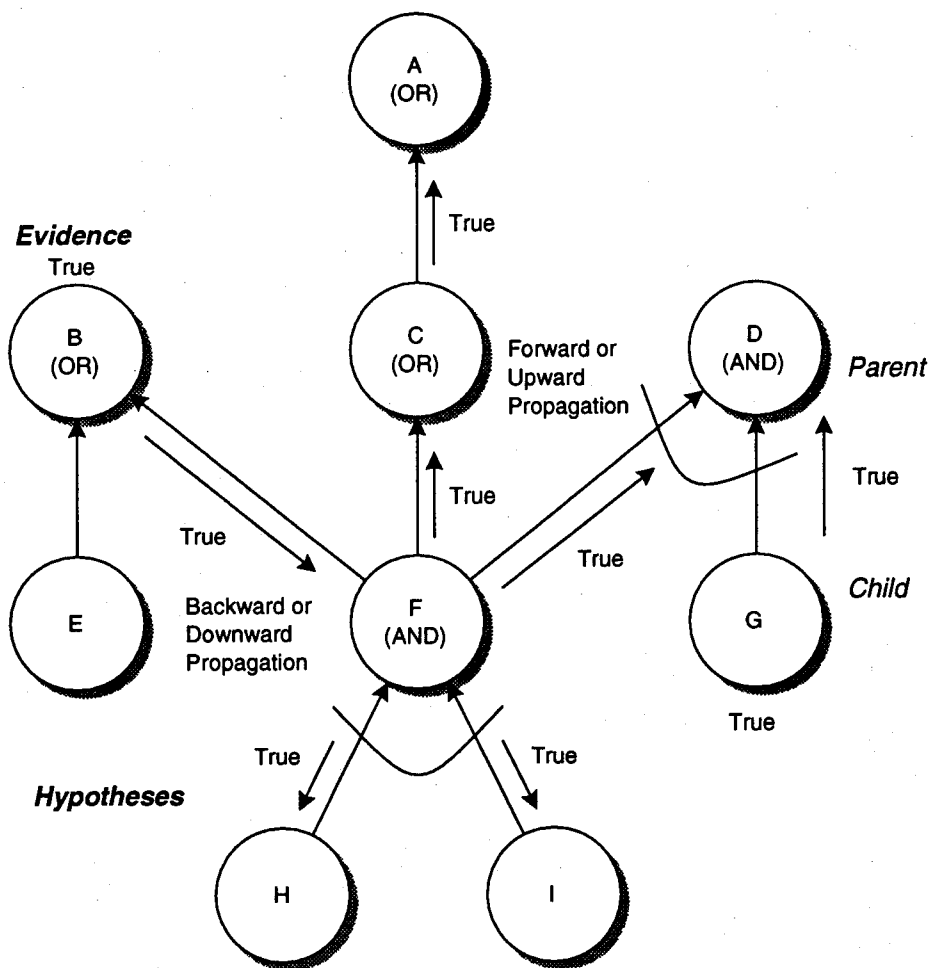 A
(OR)
True
Evidence
True
B
(OR)
C
(OR)
Forward or
Upward
Propagation
D
(AND)
Parent
True
True
True
True
E
Backward or
Downward
Propagation
F
(AND)
G
Child
True
True
True
Hypotheses
H
I